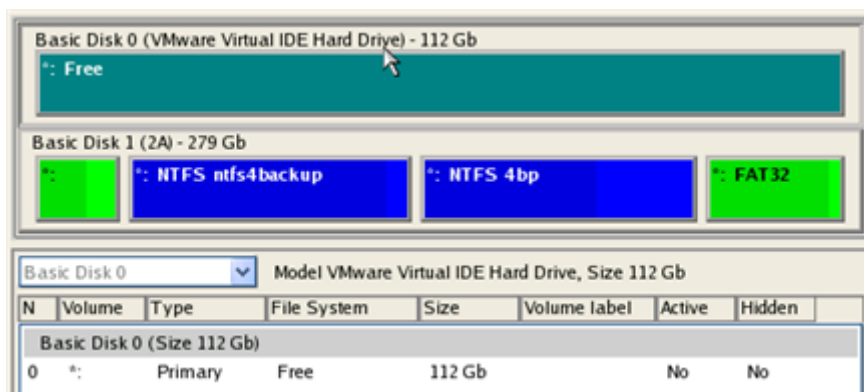 Basic Disk 0 (VMware Virtual IDE Hard Drive) - 112 Gb
*: Free
Basic Disk 1 (2A) - 279 Gb
*: *: NTFS ntfs4backup *: NTFS 4bp *: FAT32
Basic Disk 0 Model VMware Virtual IDE Hard Drive, Size 112 Gb
N Volume Type File System Size Volume label Active Hidden
Basic Disk 0 (Size 112 Gb)
0 *: Primary Free 112 Gb No No